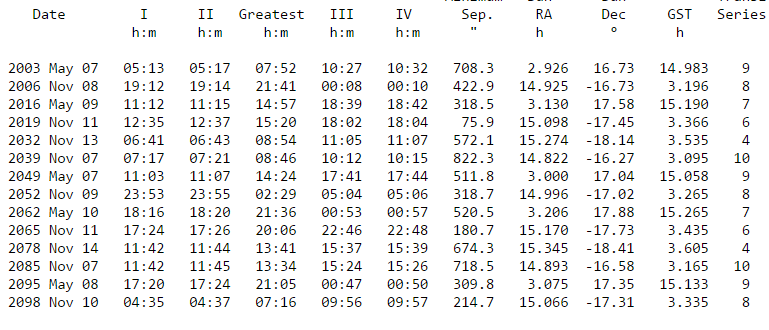 Date I II Greatest III IV Sep. RA Dec GST Series
h:m h:m h:m h:m h:m " h º h
2003 May 07 05:13 05:17 07:52 10:27 10:32 708.3 2.926 16.73 14.983 9
2006 Nov 08 19:12 19:14 21:41 00:08 00:10 422.9 14.925 -16.73 3.196 8
2016 May 09 11:12 11:15 14:57 18:39 18:42 318.5 3.130 17.58 15.190 7
2019 Nov 11 12:35 12:37 15:20 18:02 18:04 75.9 15.098 -17.45 3.366 6
2032 Nov 13 06:41 06:43 08:54 11:05 11:07 572.1 15.274 -18.14 3.535 4
2039 Nov 07 07:17 07:21 08:46 10:12 10:15 822.3 14.822 -16.27 3.095 10
2049 May 07 11:03 11:07 14:24 17:41 17:44 511.8 3.000 17.04 15.058 9
2052 Nov 09 23:53 23:55 02:29 05:04 05:06 318.7 14.996 -17.02 3.265 8
2062 May 10 18:16 18:20 21:36 00:53 00:57 520.5 3.206 17.88 15.265 7
2065 Nov 11 17:24 17:26 20:06 22:46 22:48 180.7 15.170 -17.73 3.435 6
2078 Nov 14 11:42 11:44 13:41 15:37 15:39 674.3 15.345 -18.41 3.605 4
2085 Nov 07 11:42 11:45 13:34 15:24 15:26 718.5 14.893 -16.58 3.165 10
2095 May 08 17:20 17:24 21:05 00:47 00:50 309.8 3.075 17.35 15.133 9
2098 Nov 10 04:35 04:37 07:16 09:56 09:57 214.7 15.066 -17.31 3.335 8